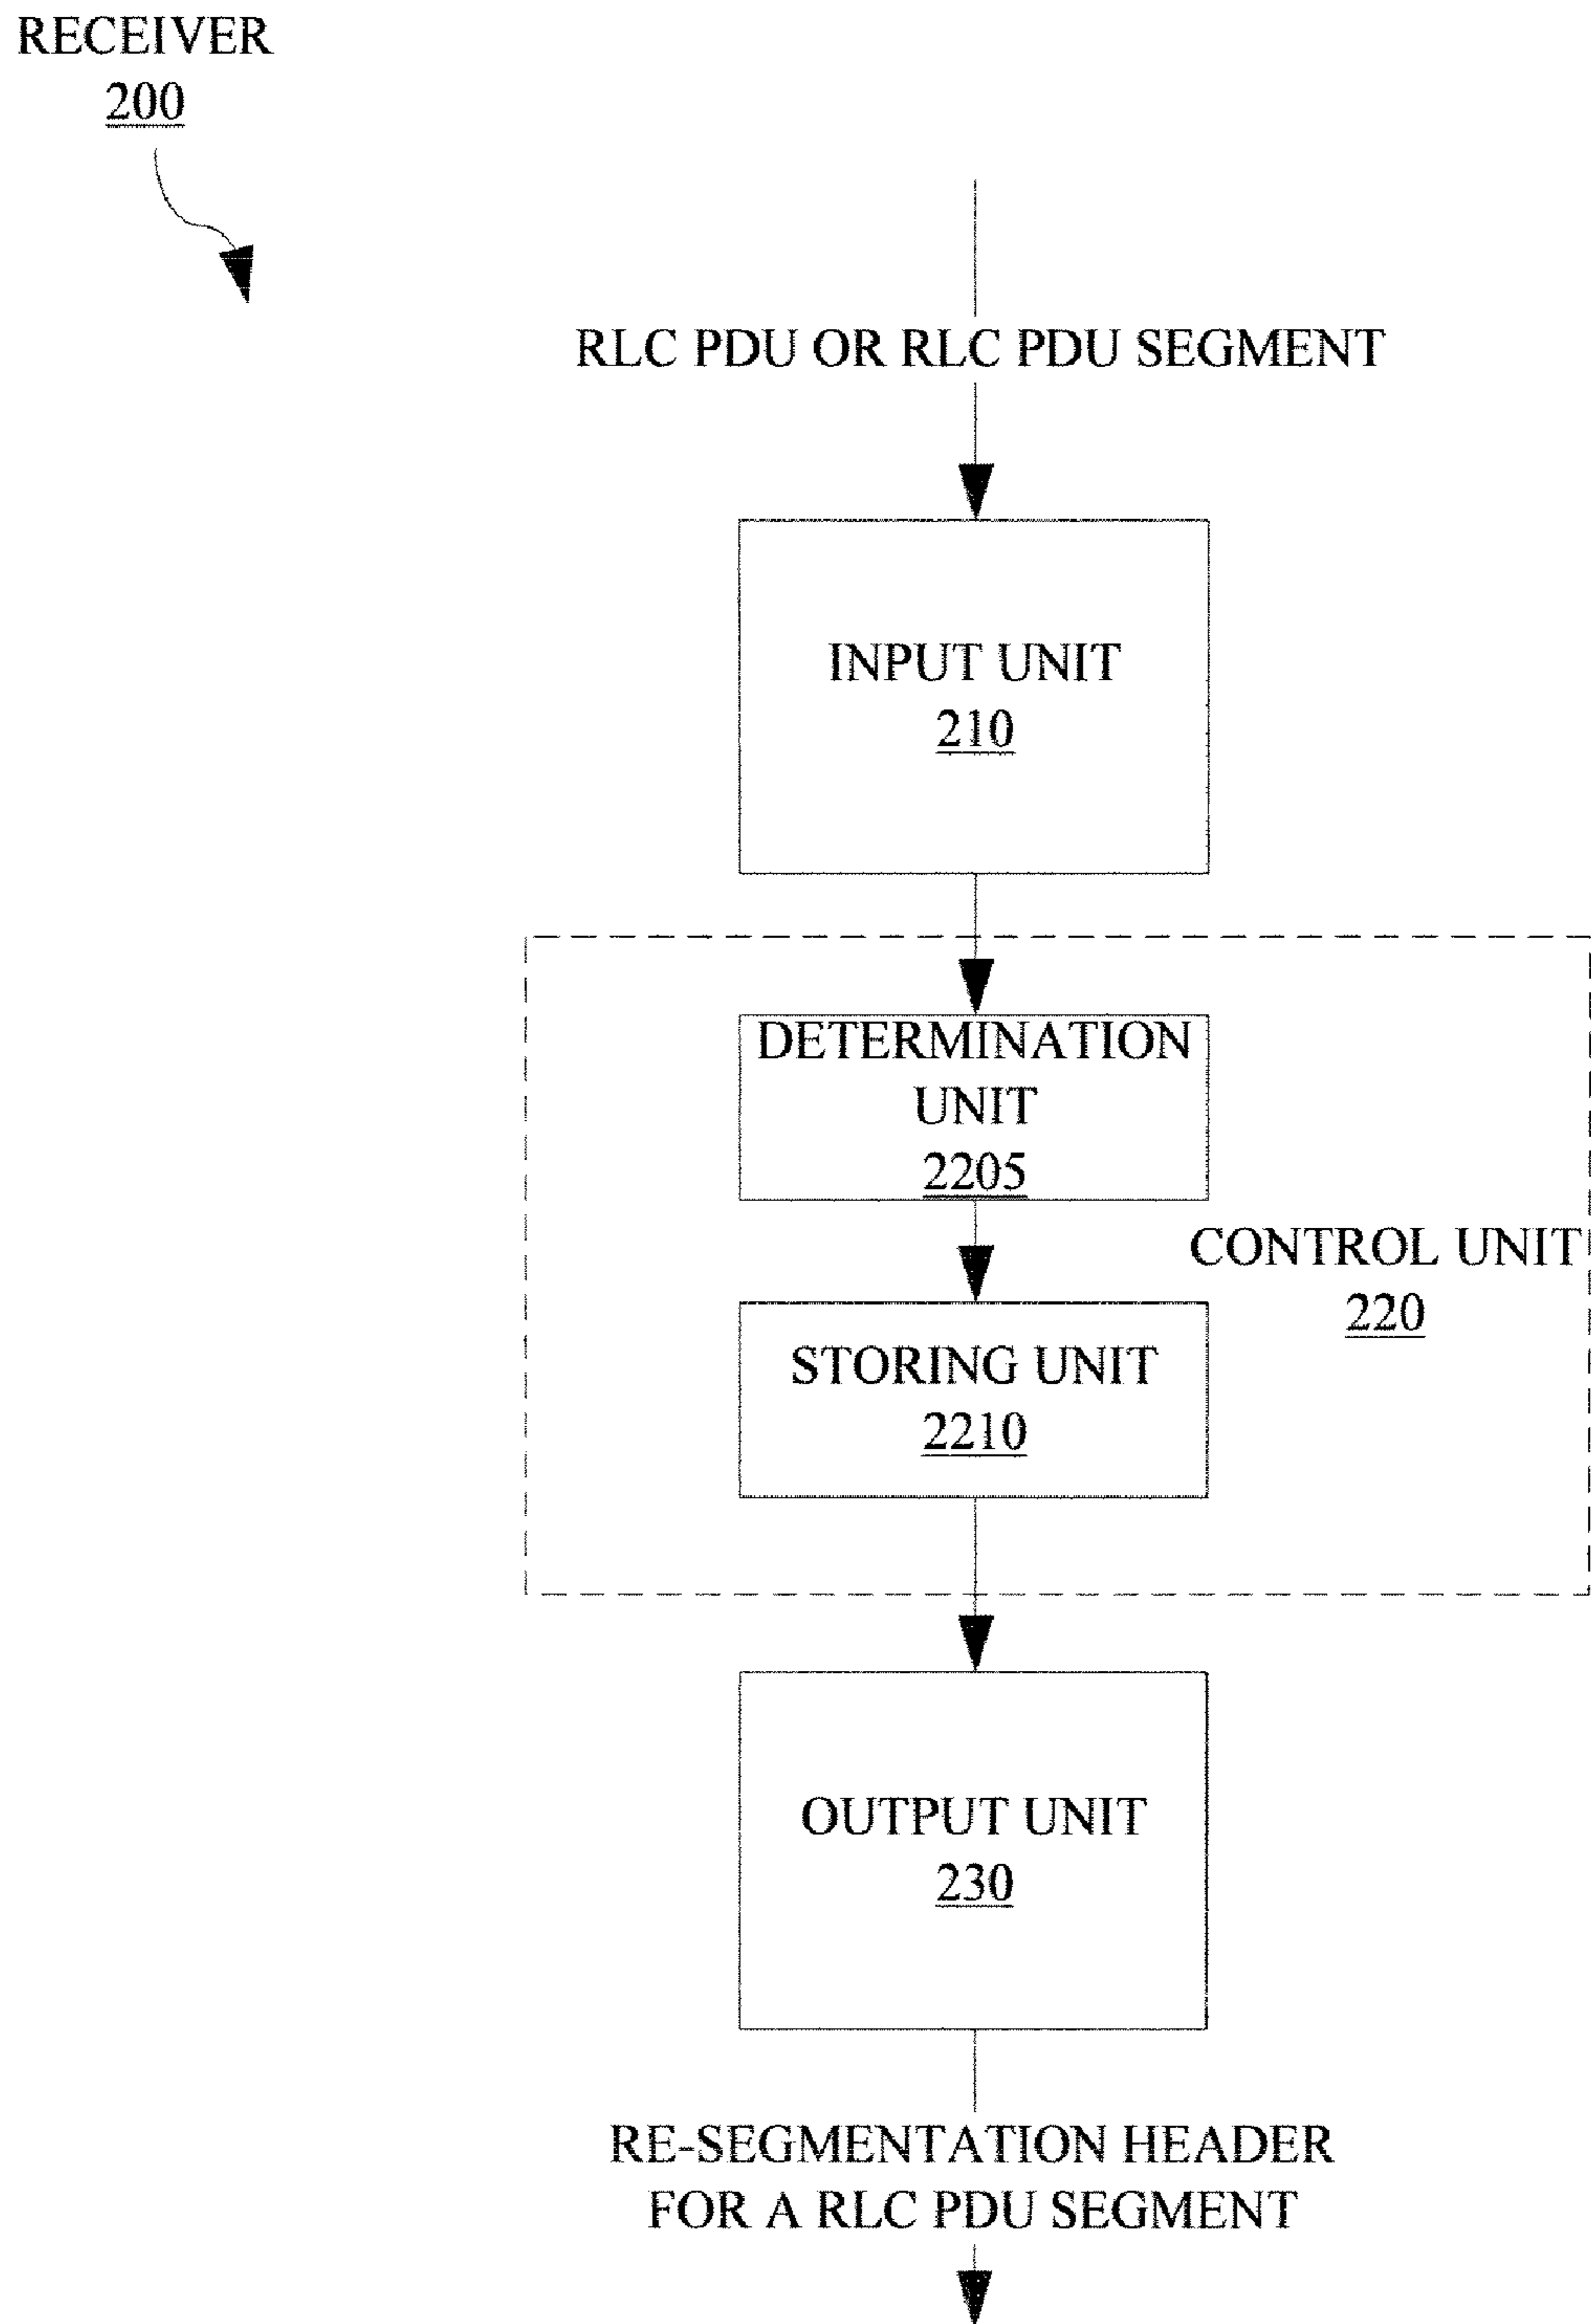 RECEIVER
200
RLC PDU OR RLC PDU SEGMENT
INPUT UNIT
210
DETERMINATION
UNIT
2205
CONTROL UNIT
220
STORING UNIT
2210
OUTPUT UNIT
230
RE-SEGMENTATION HEADER
FOR A RLC PDU SEGMENT